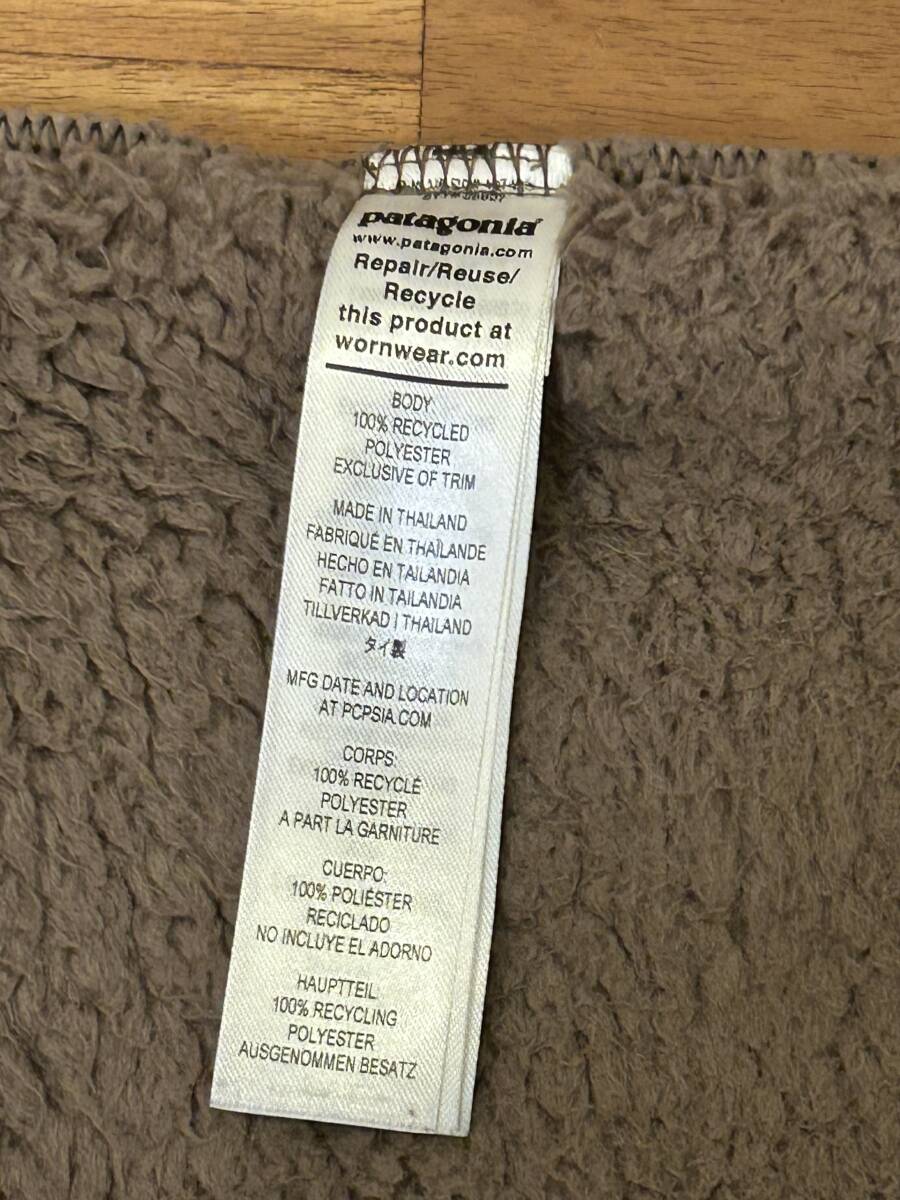 patagonia®
www.patagonia.com
Repair/Reuse/
Recycle
this product at
wornwear.com
BODY
100% RECYCLED
POLYESTER
EXCLUSIVE OF TRIM
MADE IN THAILAND
FABRIQUÉ EN THAÏLANDE
HECHO EN TAILANDIA
FATTO IN TAILANDIA
TILLVERKAD I THAILAND
タイ製
MFG DATE AND LOCATION
AT PCPSIA.COM
CORPS:
100% RECYCLÉ
POLYESTER
A PART LA GARNITURE
CUERPO:
100% POLIÉSTER
RECICLADO
NO INCLUYE EL ADORNO
HAUPTTEIL:
100% RECYCLING
POLYESTER
AUSGENOMMEN BESATZ